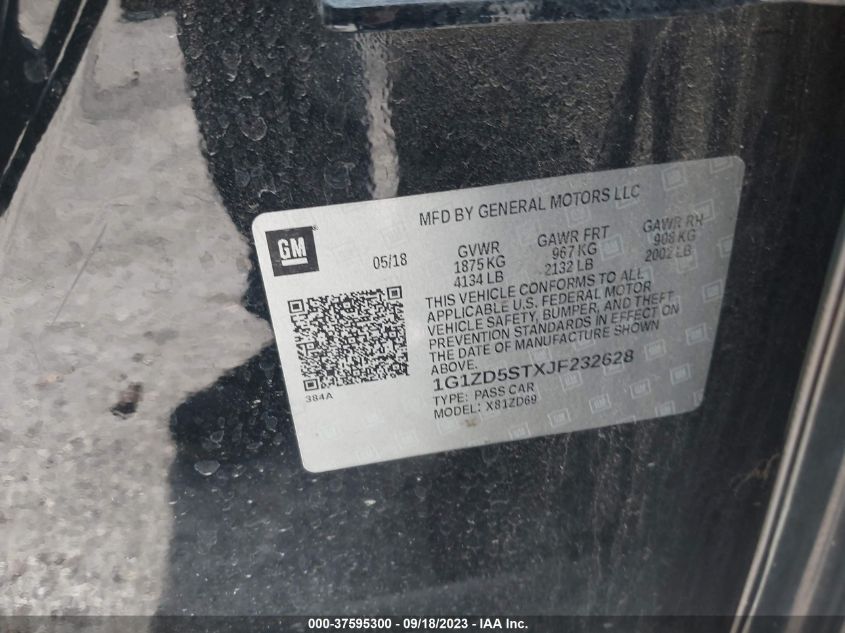 MFD BY GENERAL MOTORS LLC
GM
05/18
GVWR
1875 KG
4134 LB
GAWR FRT
967 KG
2132 LB
GAWR RR
908 KG
2002 LB
THIS VEHICLE CONFORMS TO ALL
APPLICABLE U.S. FEDERAL MOTOR
VEHICLE SAFETY, BUMPER, AND THEFT
PREVENTION STANDARDS IN EFFECT ON
THE DATE OF MANUFACTURE SHOWN
ABOVE.
1G1ZD5STXJF232628
TYPE: PASS CAR
MODEL: X81ZD69
384A
000-37595300 - 09/18/2023 - IAA Inc.